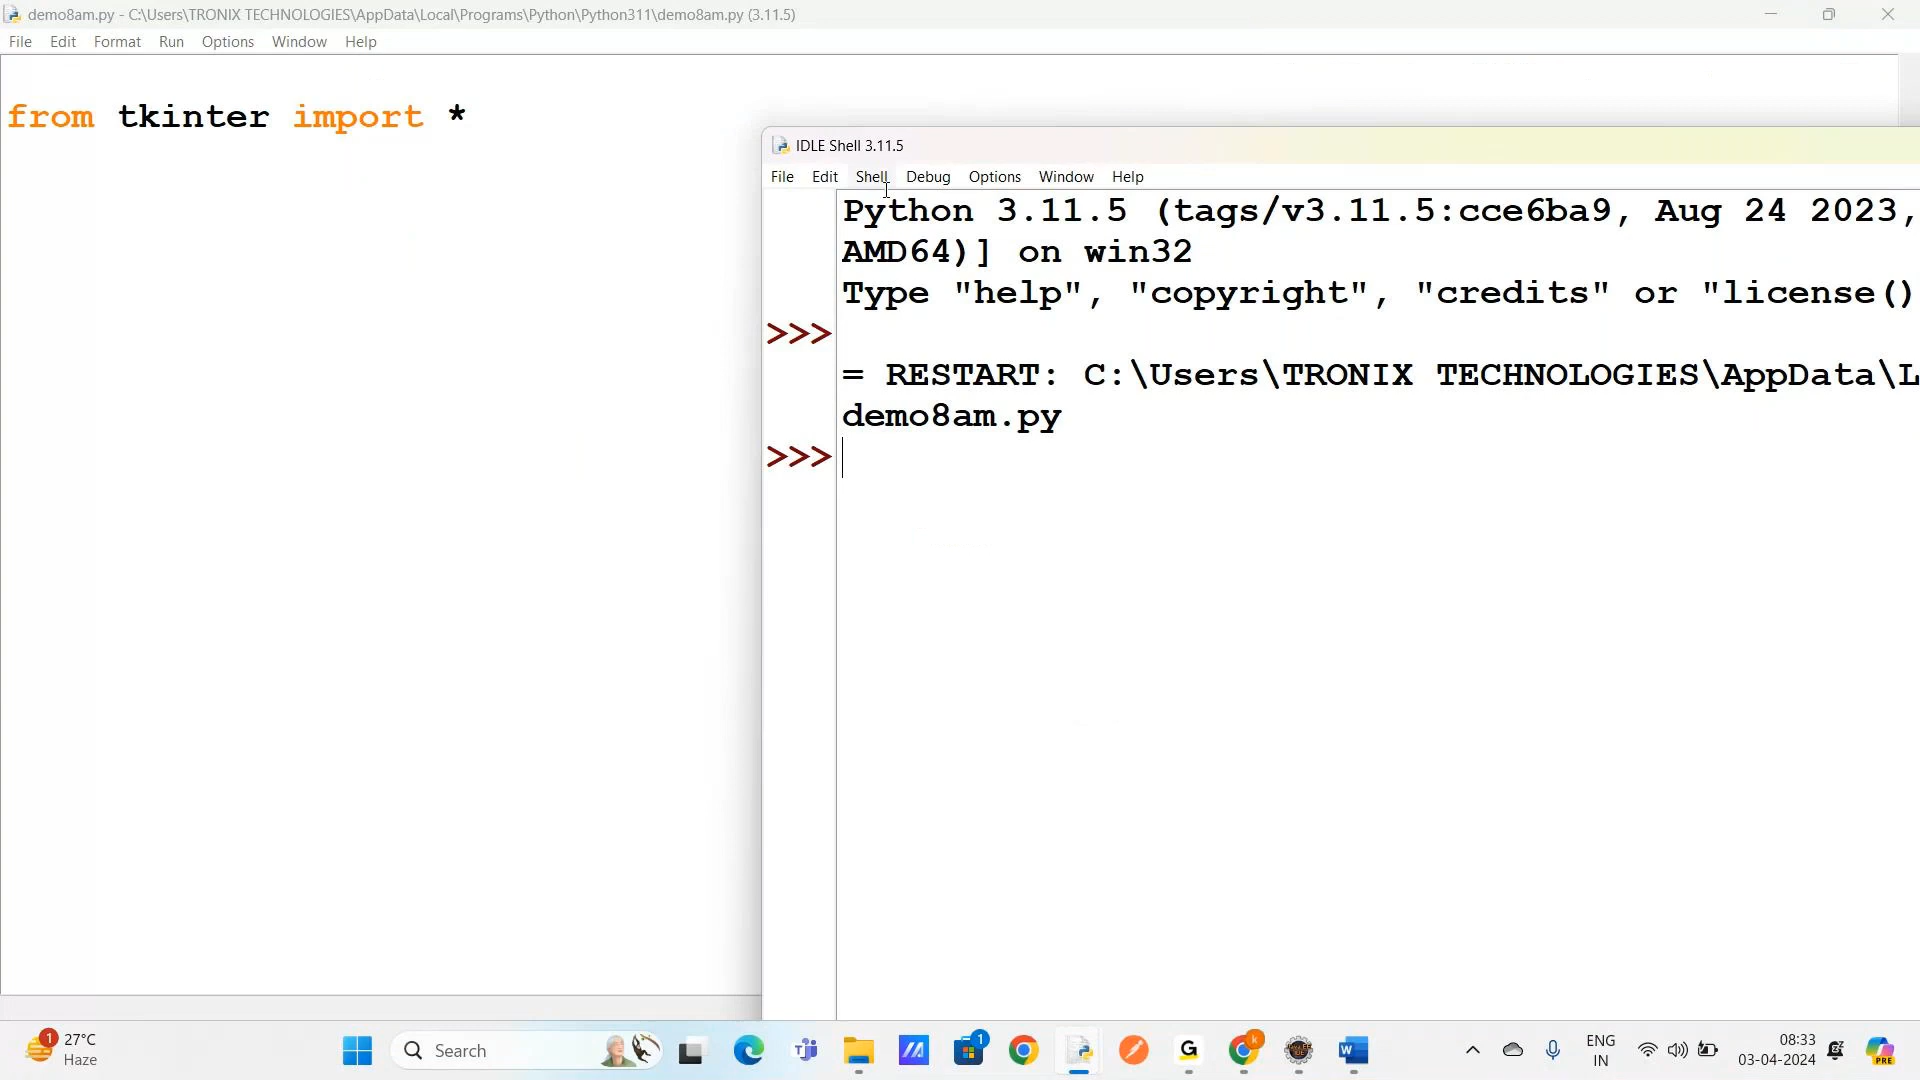 demo8am.py - C:\Users\TRONIX TECHNOLOGIES\AppData\Local\Programs\Python\Python311\demo8am.py (3.11.5)
File Edit Format Run Options Window Help
from tkinter import *
IDLE Shell 3.11.5
File Edit Shell Debug Options Window Help
Python 3.11.5 (tags/v3.11.5:cce6ba9, Aug 24 2023,
AMD64)] on win32
Type "help", "copyright", "credits" or "license()
>>>
= RESTART: C:\Users\TRONIX TECHNOLOGIES\AppData\L
demo8am.py
>>>
1
27°C
Haze
Search
1
k
PRE
ENG
IN
08:33
03-04-2024